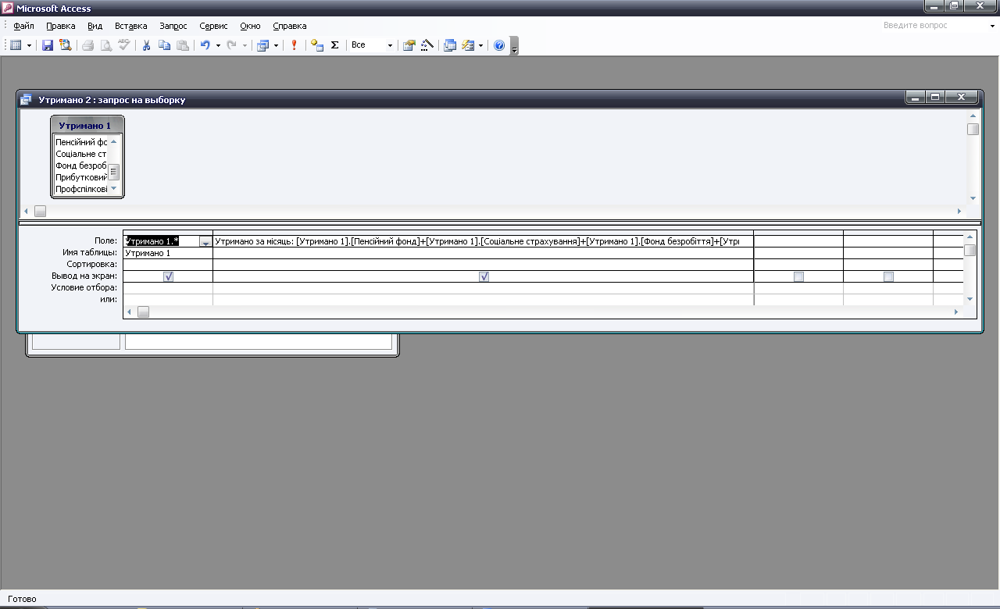 Microsoft Access
Файл Правка Вид Вставка Запрос Сервис Окно Справка Введите вопрос
ABC Все
Утримано 2 : запрос на выборку
Утримано 1
Пенсійний фо
Соціальне ст
Фонд безроб
Прибутковий
Профспілкові
Поле: Утримано 1.* Утримано за місяць: [Утримано 1].[Пенсійний фонд]+[Утримано 1].[Соціальне страхування]+[Утримано 1].[Фонд безробіття]+[Утри
Имя таблицы: Утримано 1
Сортировка:
Вывод на экран:
Условие отбора:
или:
Готово